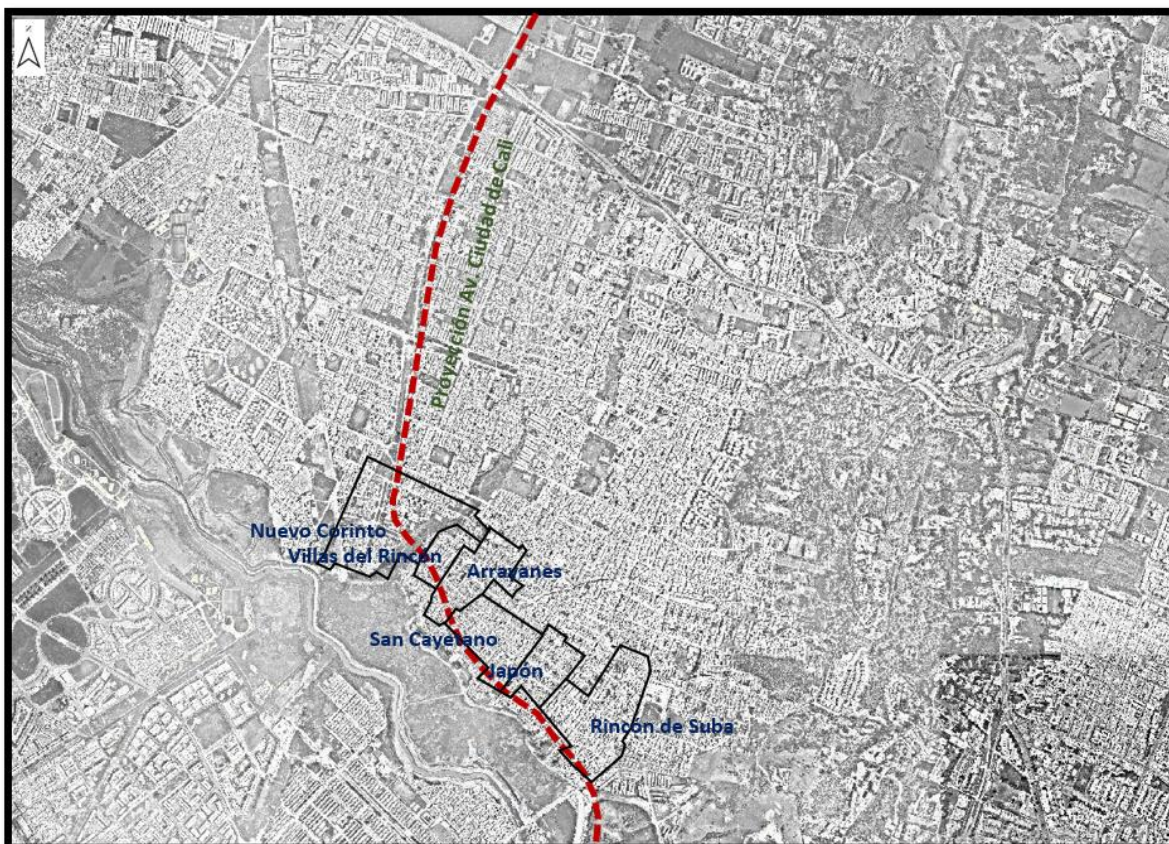 N
Proyección Av. Ciudad de Cali
Nuevo Corinto
Villas del Rincón
Arrayanes
San Cayetano
Japón
Rincón de Suba